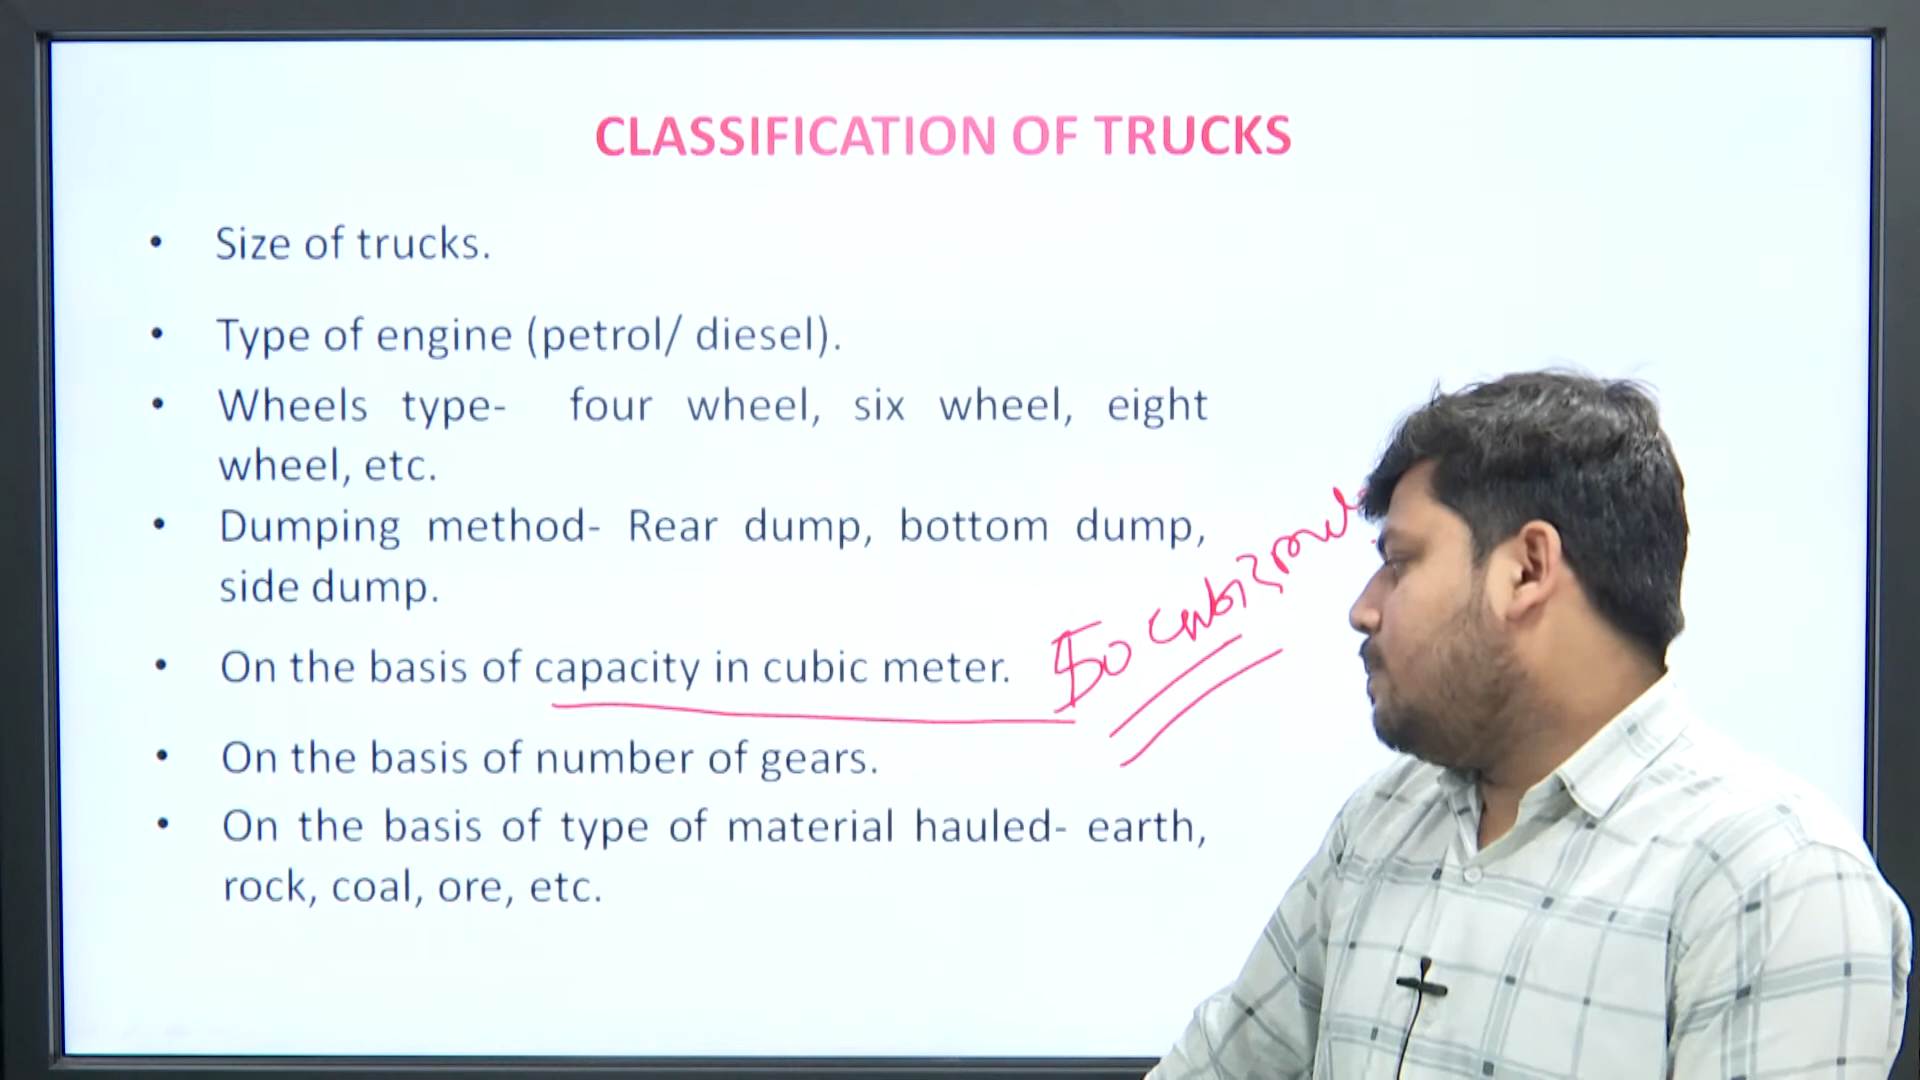 CLASSIFICATION OF TRUCKS
• Size of trucks.
• Type of engine (petrol/ diesel).
• Wheels type- four wheel, six wheel, eight
wheel, etc.
• Dumping method- Rear dump, bottom dump,
side dump.
• On the basis of capacity in cubic meter.
50 cubic
• On the basis of number of gears.
• On the basis of type of material hauled- earth,
rock, coal, ore, etc.